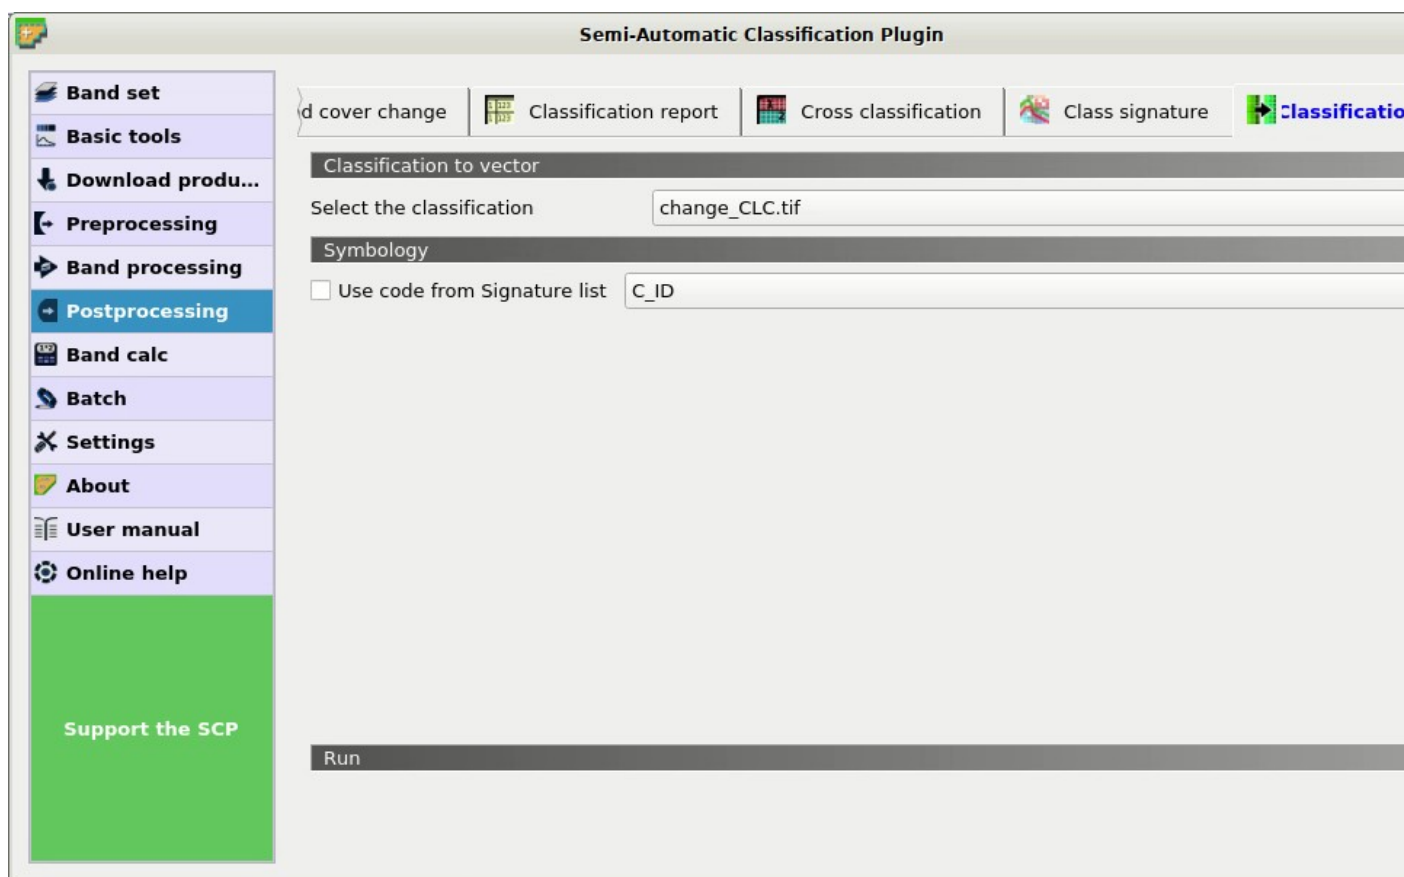 Semi-Automatic Classification Plugin
Band set
Basic tools
Download produ...
Preprocessing
Band processing
Postprocessing
Band calc
Batch
Settings
About
User manual
Online help
Support the SCP
d cover change
Classification report
Cross classification
Class signature
Classificatio
Classification to vector
Select the classification
change_CLC.tif
Symbology
Use code from Signature list
C_ID
Run